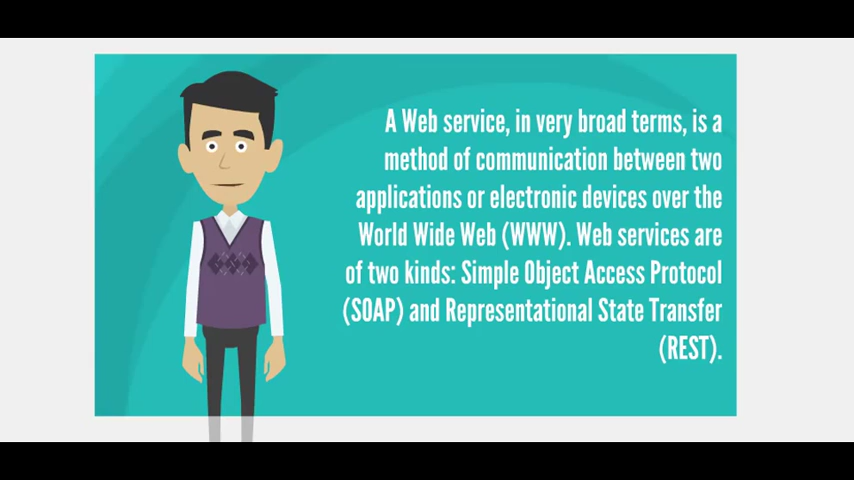 A Web service, in very broad terms, is a
method of communication between two
applications or electronic devices over the
World Wide Web (WWW). Web services are
of two kinds: Simple Object Access Protocol
(SOAP) and Representational State Transfer
(REST).